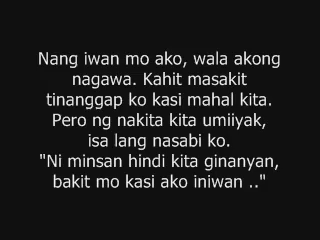 Nang iwan mo ako, wala akong
nagawa. Kahit masakit
tinanggap ko kasi mahal kita.
Pero ng nakita kita umiiyak,
isa lang nasabi ko.
"Ni minsan hindi kita ginanyan,
bakit mo kasi ako iniwan .."